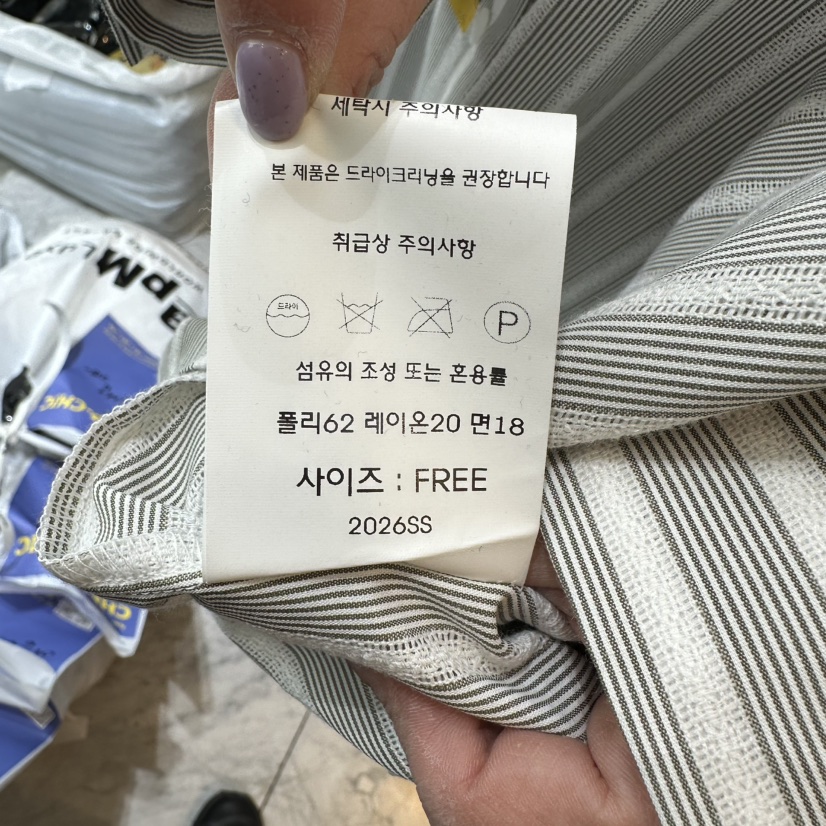 세탁시 주의사항
본 제품은 드라이크리닝을 권장합니다
취급상 주의사항
드라이
P
섬유의 조성 또는 혼용률
폴리62 레이온20 면18
사이즈 : FREE
2026SS
apM